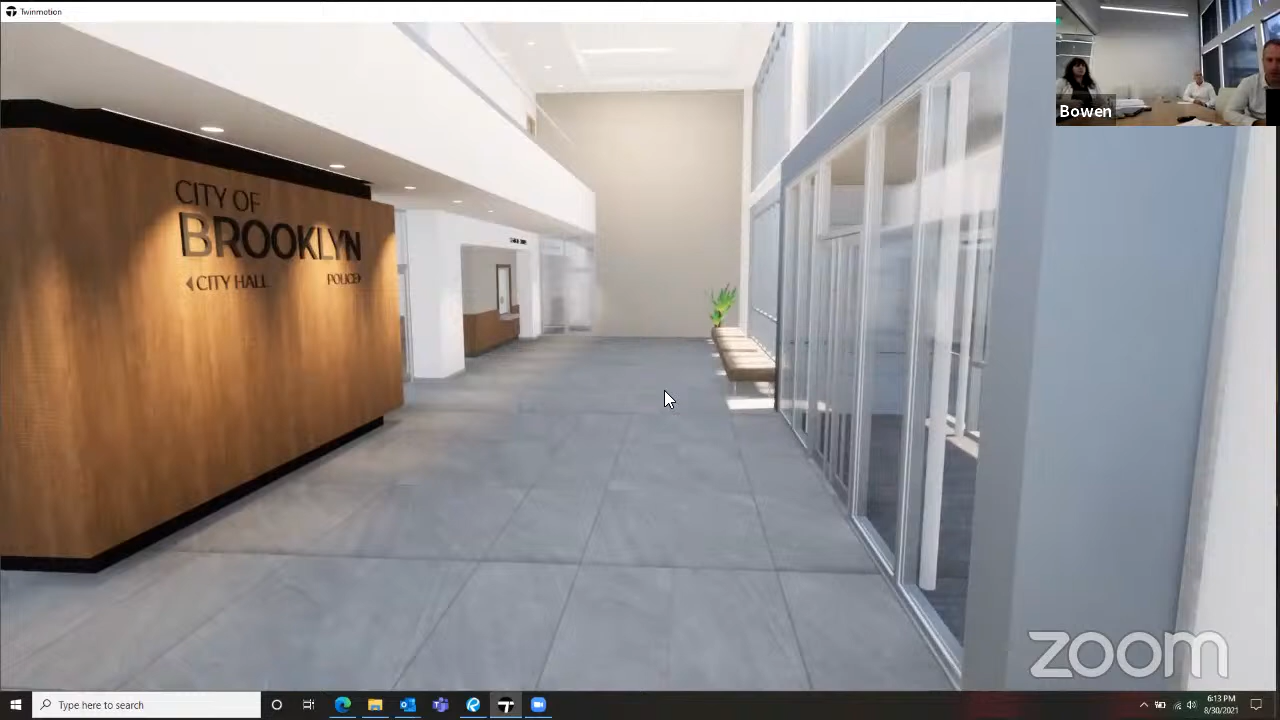 Twinmotion
Bowen
CITY OF
BROOKLYN
CITY HALL
POLICE
zoom
Type here to search
6:13 PM
8/30/2021